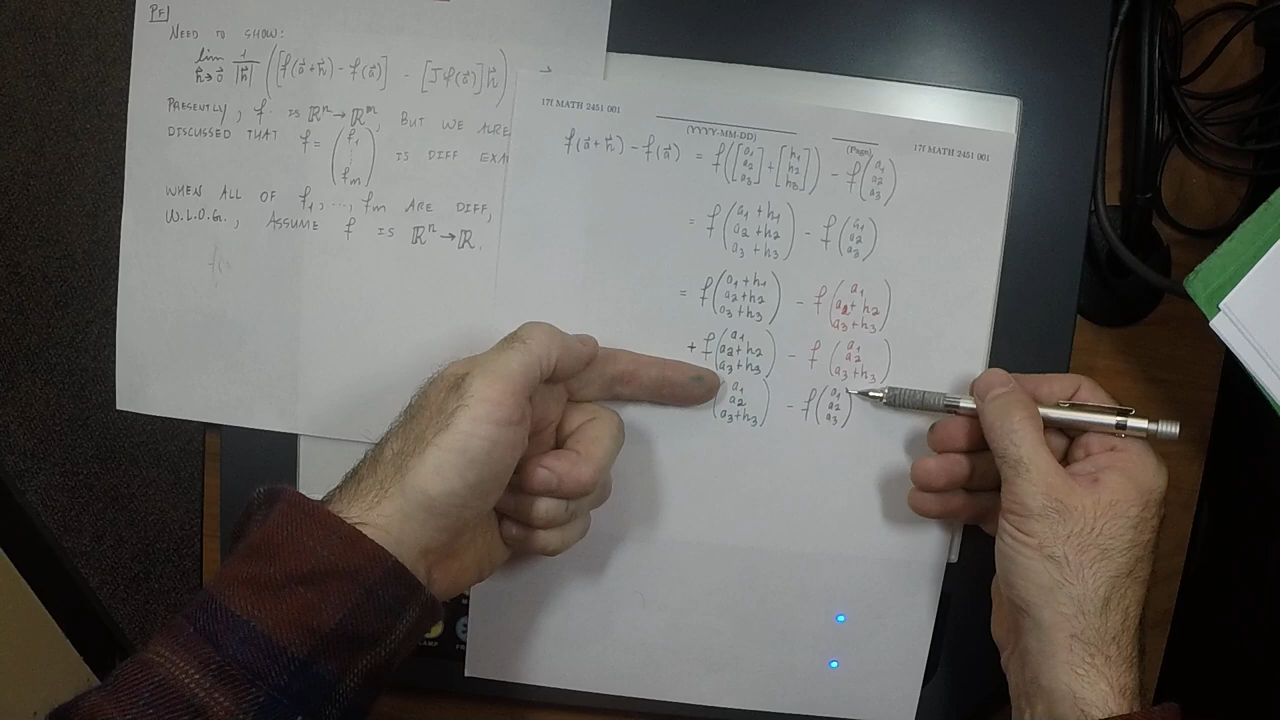 PF
NEED TO SHOW:
lim h⃗→0⃗ 1/|h⃗| ( [f(a⃗+h⃗) − f(a⃗)] − [Jf(a⃗)]h⃗ )
PRESENTLY, f IS ℝⁿ→ℝᵐ, BUT WE
DISCUSSED THAT f = (f₁ ⋮ fₘ) IS DIFF
WHEN ALL OF f₁, ..., fₘ ARE DIFF,
W.L.O.G., ASSUME f IS ℝⁿ→ℝ.
17f MATH 2451 001
(YYYY-MM-DD)
(Page)
17f MATH 2451 001
f(a⃗+h⃗) − f(a⃗) = f([a₁ a₂ a₃] + [h₁ h₂ h₃]) − f(a₁ a₂ a₃)
= f(a₁+h₁ a₂+h₂ a₃+h₃) − f(a₁ a₂ a₃)
= f(a₁+h₁ a₂+h₂ a₃+h₃) − f(a₁ a₂+h₂ a₃+h₃)
+ f(a₁ a₂+h₂ a₃+h₃) − f(a₁ a₂ a₃+h₃)
(a₁ a₂ a₃+h₃) − f(a₁ a₂ a₃)